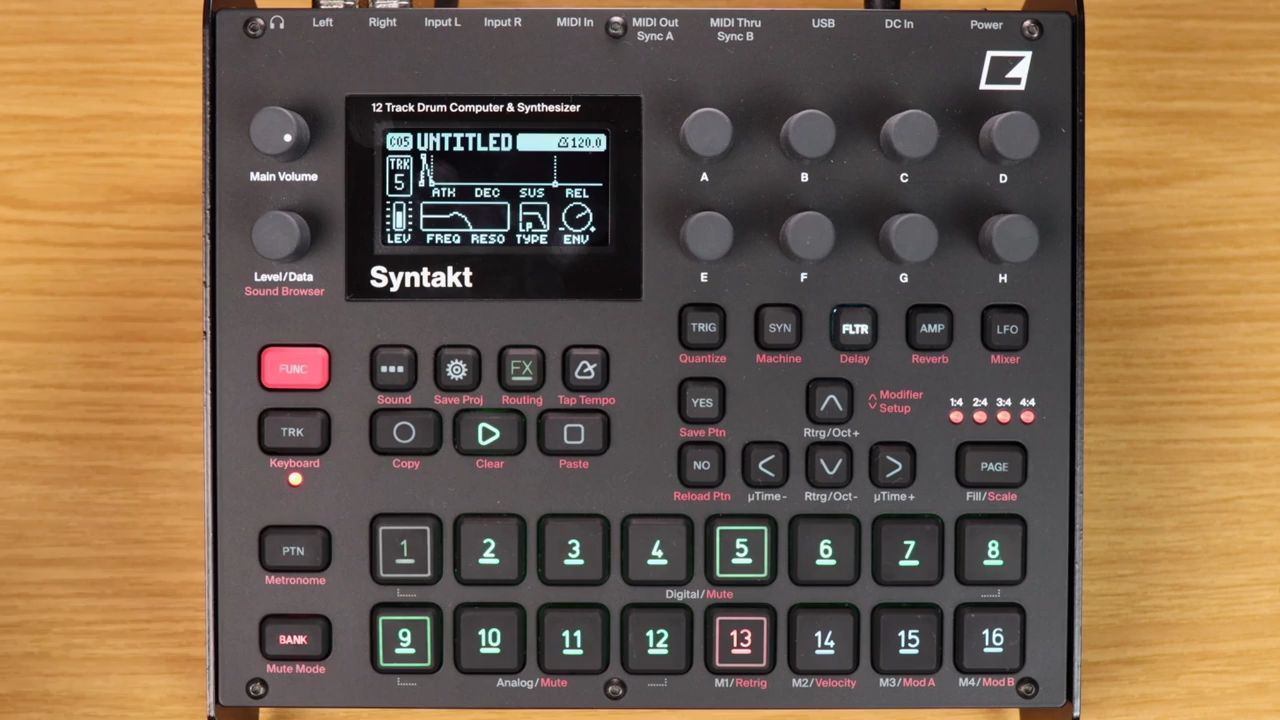 Left Right Input L Input R MIDI In MIDI Out MIDI Thru USB DC In Power
Sync A Sync B
12 Track Drum Computer & Synthesizer
C05 UNTITLED 120.0
TRK
5
ATK DEC SUS REL
LP
LEV FREQ RESO TYPE ENV
Syntakt
Main Volume
Level/Data
Sound Browser
A B C D
E F G H
TRIG SYN FLTR AMP LFO
Quantize Machine Delay Reverb Mixer
FUNC
FX
Sound Save Proj Routing Tap Tempo
YES
Save Ptn
Rtrg/Oct+
Modifier
Setup
1:4 2:4 3:4 4:4
TRK
Keyboard
Copy Clear Paste
NO PAGE
Reload Ptn µTime- Rtrg/Oct- µTime+ Fill/Scale
PTN
Metronome
1 2 3 4 5 6 7 8
Digital/Mute
BANK
Mute Mode
9 10 11 12 13 14 15 16
Analog/Mute M1/Retrig M2/Velocity M3/Mod A M4/Mod B